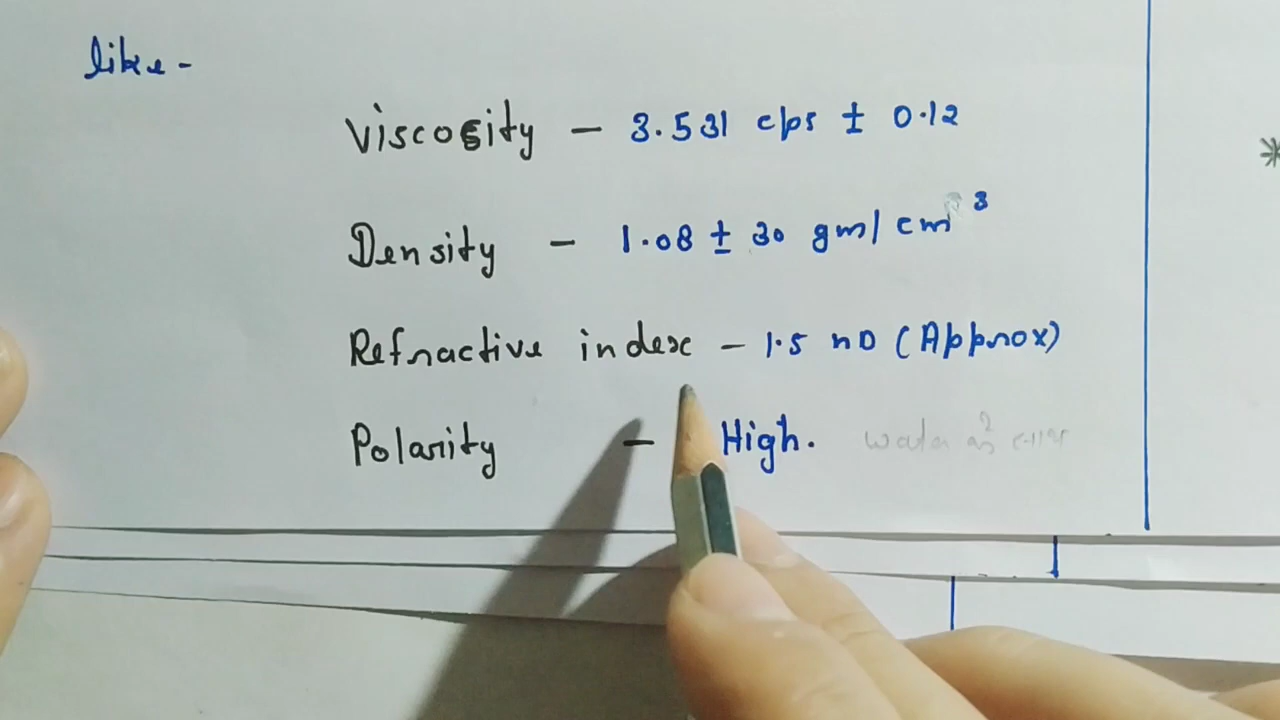 like -
Viscosity - 3.531 cps ± 0.12
Density - 1.08 ± 30 gm/cm³
Refractive index - 1.5 nD (Approx)
Polarity - High.
*